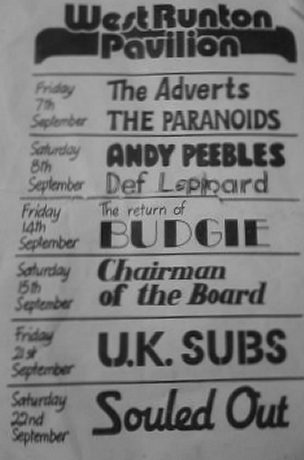 West Runton
Pavilion
Friday
7th
September
The Adverts
THE PARANOIDS
Saturday
8th
September
ANDY PEEBLES
Def Leppard
Friday
14th
September
The return of
BUDGIE
Saturday
15th
September
Chairman
of the Board
Friday
21st
September
U.K. SUBS
Saturday
22nd
September
Souled Out